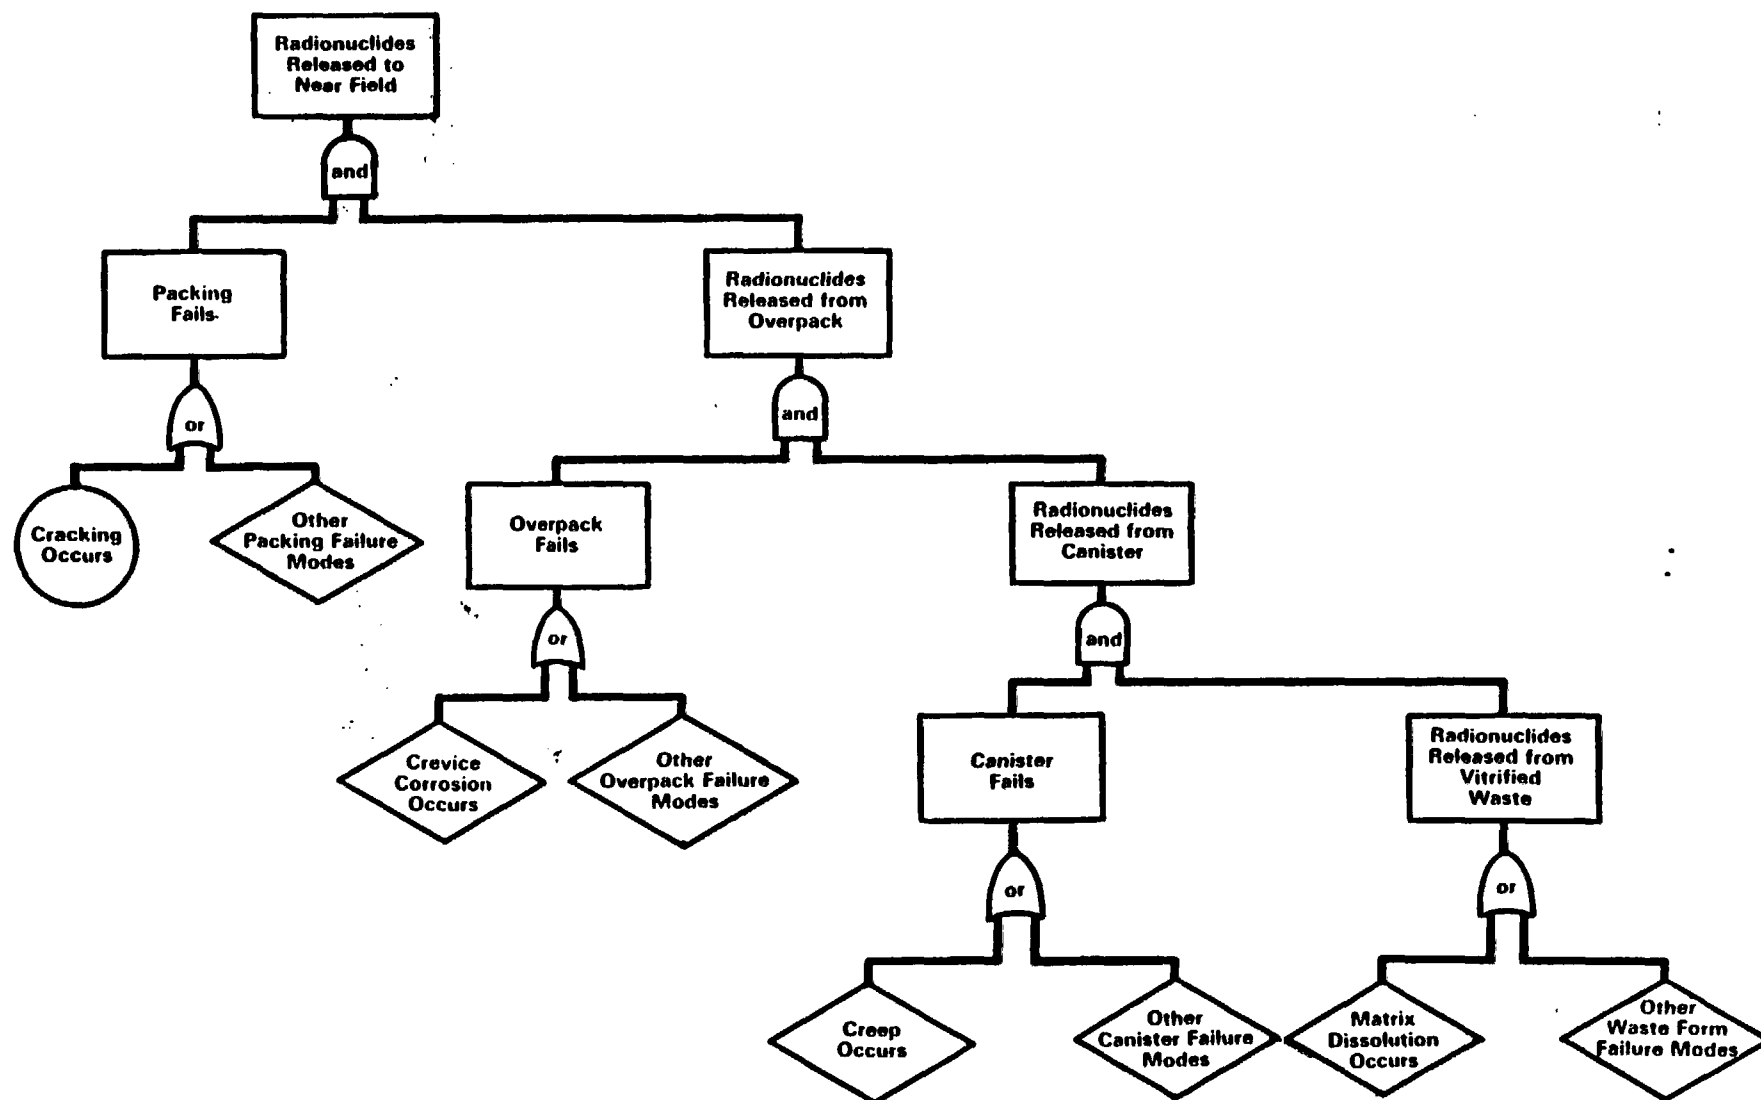 Radionuclides
Released to
Near Field
and
Packing
Fails
Radionuclides
Released from
Overpack
or
and
Cracking
Occurs
Other
Packing Failure
Modes
Overpack
Fails
Radionuclides
Released from
Canister
or
and
Crevice
Corrosion
Occurs
Other
Overpack Failure
Modes
Canister
Fails
Radionuclides
Released from
Vitrified
Waste
or
or
Creep
Occurs
Other
Canister Failure
Modes
Matrix
Dissolution
Occurs
Other
Waste Form
Failure Modes